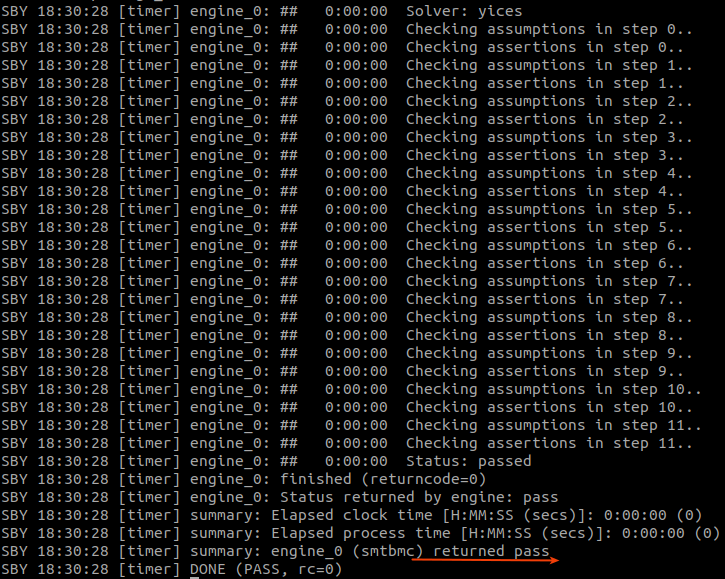 SBY 18:30:28 [timer] engine_0: ##   0:00:00  Solver: yices
SBY 18:30:28 [timer] engine_0: ##   0:00:00  Checking assumptions in step 0..
SBY 18:30:28 [timer] engine_0: ##   0:00:00  Checking assertions in step 0..
SBY 18:30:28 [timer] engine_0: ##   0:00:00  Checking assumptions in step 1..
SBY 18:30:28 [timer] engine_0: ##   0:00:00  Checking assertions in step 1..
SBY 18:30:28 [timer] engine_0: ##   0:00:00  Checking assumptions in step 2..
SBY 18:30:28 [timer] engine_0: ##   0:00:00  Checking assertions in step 2..
SBY 18:30:28 [timer] engine_0: ##   0:00:00  Checking assumptions in step 3..
SBY 18:30:28 [timer] engine_0: ##   0:00:00  Checking assertions in step 3..
SBY 18:30:28 [timer] engine_0: ##   0:00:00  Checking assumptions in step 4..
SBY 18:30:28 [timer] engine_0: ##   0:00:00  Checking assertions in step 4..
SBY 18:30:28 [timer] engine_0: ##   0:00:00  Checking assumptions in step 5..
SBY 18:30:28 [timer] engine_0: ##   0:00:00  Checking assertions in step 5..
SBY 18:30:28 [timer] engine_0: ##   0:00:00  Checking assumptions in step 6..
SBY 18:30:28 [timer] engine_0: ##   0:00:00  Checking assertions in step 6..
SBY 18:30:28 [timer] engine_0: ##   0:00:00  Checking assumptions in step 7..
SBY 18:30:28 [timer] engine_0: ##   0:00:00  Checking assertions in step 7..
SBY 18:30:28 [timer] engine_0: ##   0:00:00  Checking assumptions in step 8..
SBY 18:30:28 [timer] engine_0: ##   0:00:00  Checking assertions in step 8..
SBY 18:30:28 [timer] engine_0: ##   0:00:00  Checking assumptions in step 9..
SBY 18:30:28 [timer] engine_0: ##   0:00:00  Checking assertions in step 9..
SBY 18:30:28 [timer] engine_0: ##   0:00:00  Checking assumptions in step 10..
SBY 18:30:28 [timer] engine_0: ##   0:00:00  Checking assertions in step 10..
SBY 18:30:28 [timer] engine_0: ##   0:00:00  Checking assumptions in step 11..
SBY 18:30:28 [timer] engine_0: ##   0:00:00  Checking assertions in step 11..
SBY 18:30:28 [timer] engine_0: ##   0:00:00  Status: passed
SBY 18:30:28 [timer] engine_0: finished (returncode=0)
SBY 18:30:28 [timer] engine_0: Status returned by engine: pass
SBY 18:30:28 [timer] summary: Elapsed clock time [H:MM:SS (secs)]: 0:00:00 (0)
SBY 18:30:28 [timer] summary: Elapsed process time [H:MM:SS (secs)]: 0:00:00 (0)
SBY 18:30:28 [timer] summary: engine_0 (smtbmc) returned pass
SBY 18:30:28 [timer] DONE (PASS, rc=0)